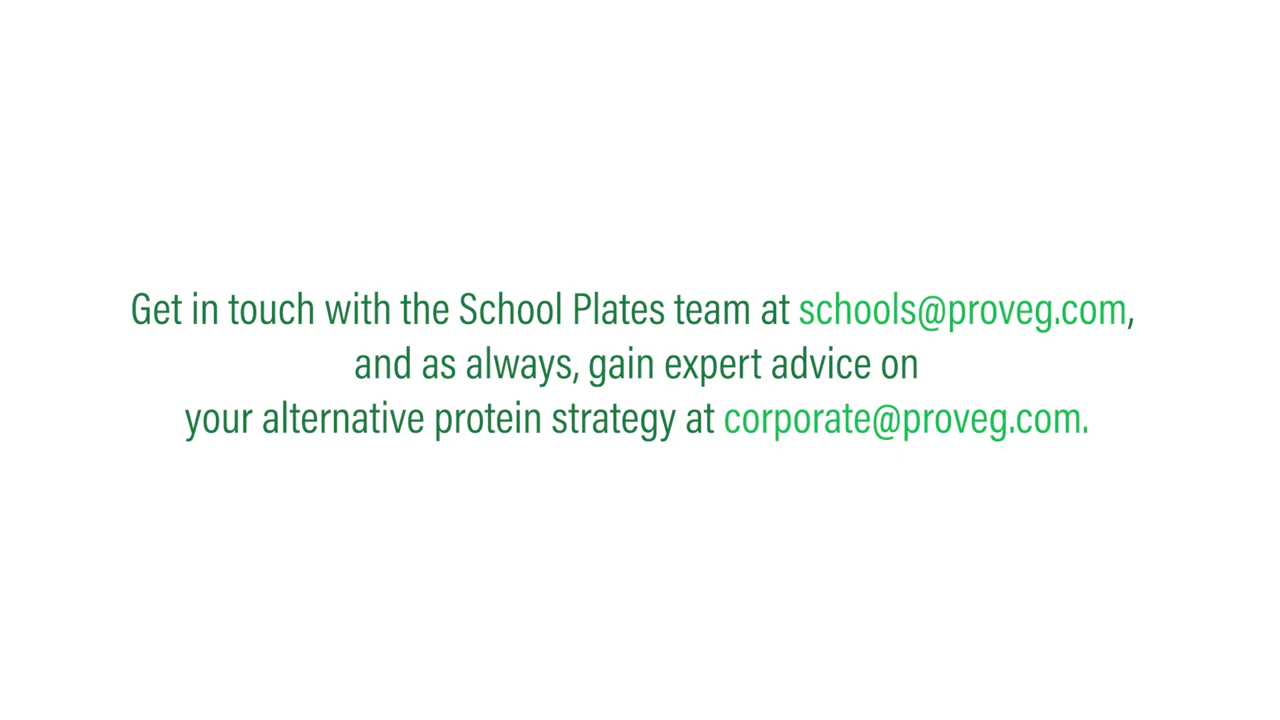 Get in touch with the School Plates team at schools@proveg.com,
and as always, gain expert advice on
your alternative protein strategy at corporate@proveg.com.